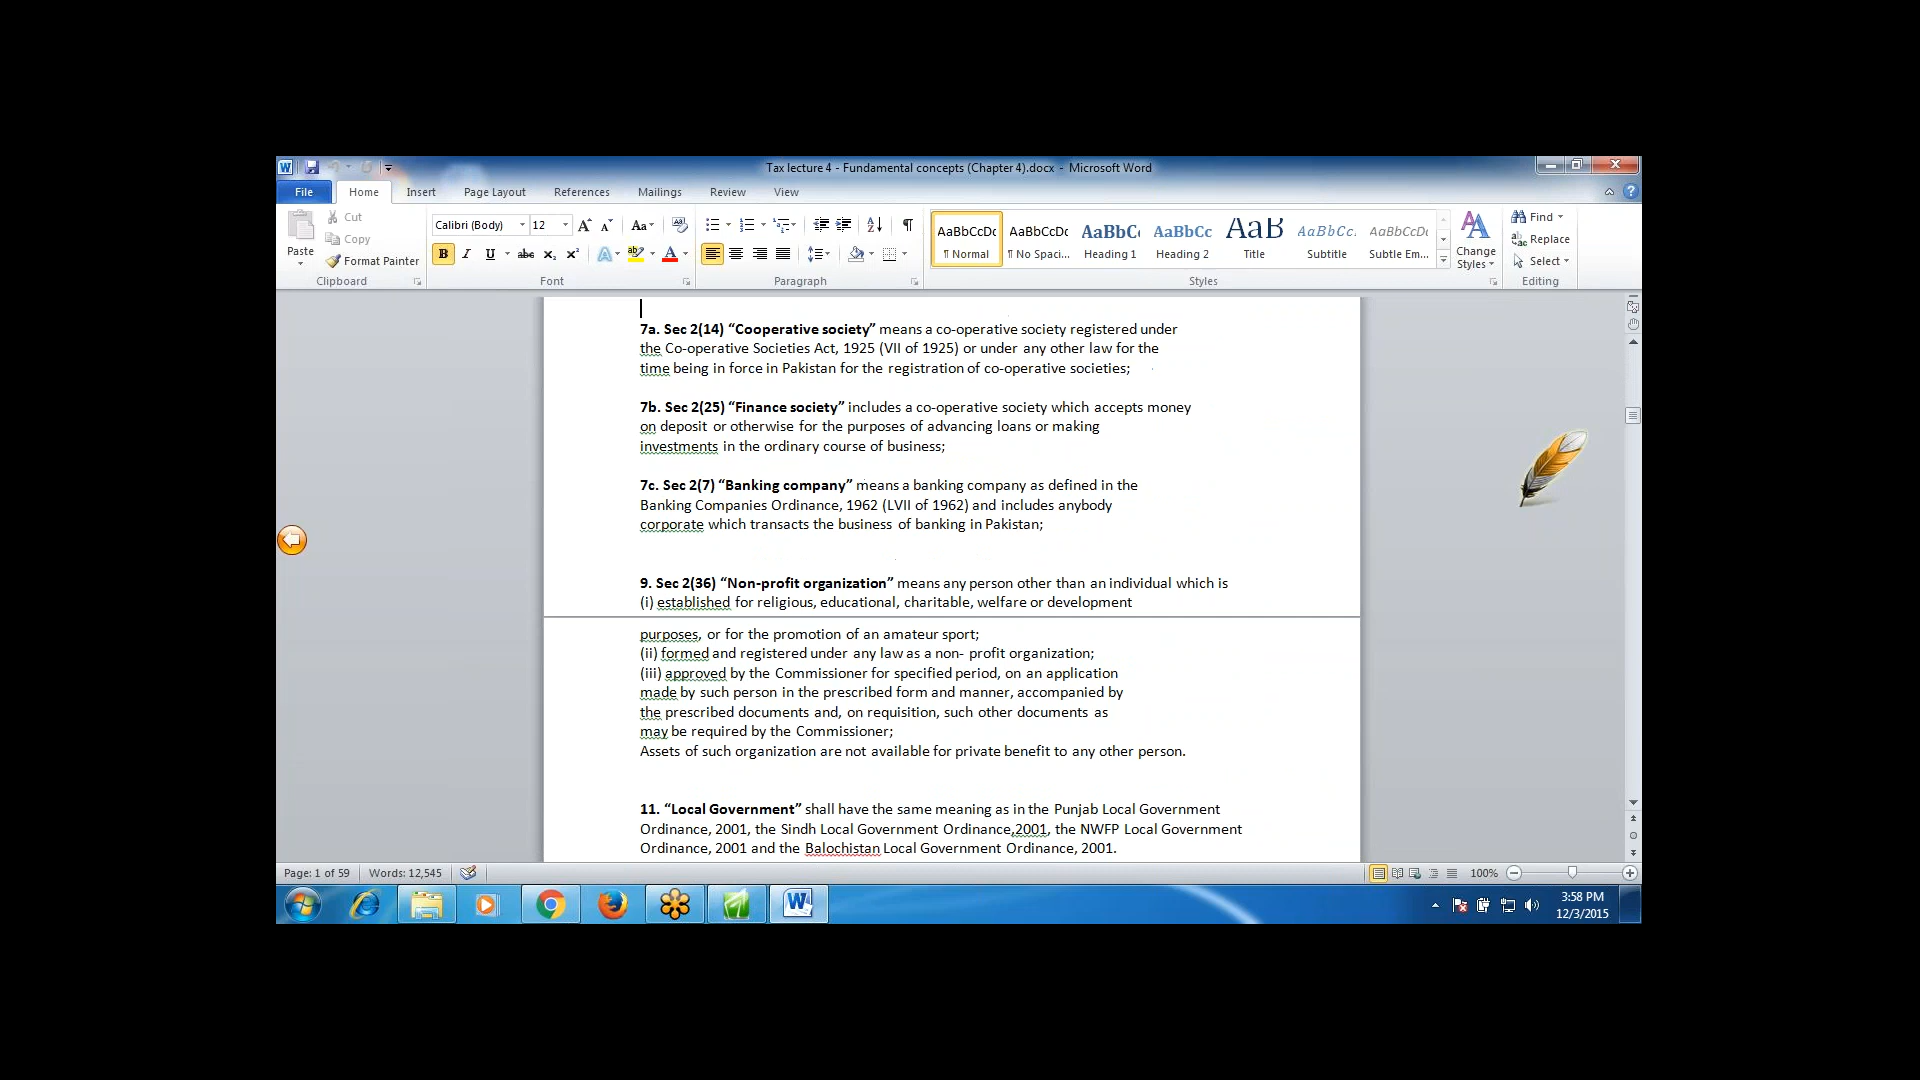 Tax lecture 4 - Fundamental concepts (Chapter 4).docx - Microsoft Word
File Home Insert Page Layout References Mailings Review View
Paste
Cut
Copy
Format Painter
Clipboard
Calibri (Body) 12
Font
Paragraph
AaBbCcDc AaBbCcDc AaBbC AaBbCc AaB AaBbCc. AaBbCcDc
¶ Normal ¶ No Spaci... Heading 1 Heading 2 Title Subtitle Subtle Em...
Styles
Change
Styles
Find
Replace
Select
Editing
7a. Sec 2(14) “Cooperative society” means a co-operative society registered under
the Co-operative Societies Act, 1925 (VII of 1925) or under any other law for the
time being in force in Pakistan for the registration of co-operative societies;
7b. Sec 2(25) “Finance society” includes a co-operative society which accepts money
on deposit or otherwise for the purposes of advancing loans or making
investments in the ordinary course of business;
7c. Sec 2(7) “Banking company” means a banking company as defined in the
Banking Companies Ordinance, 1962 (LVII of 1962) and includes anybody
corporate which transacts the business of banking in Pakistan;
9. Sec 2(36) “Non-profit organization” means any person other than an individual which is
(i) established for religious, educational, charitable, welfare or development
purposes, or for the promotion of an amateur sport;
(ii) formed and registered under any law as a non- profit organization;
(iii) approved by the Commissioner for specified period, on an application
made by such person in the prescribed form and manner, accompanied by
the prescribed documents and, on requisition, such other documents as
may be required by the Commissioner;
Assets of such organization are not available for private benefit to any other person.
11. “Local Government” shall have the same meaning as in the Punjab Local Government
Ordinance, 2001, the Sindh Local Government Ordinance,2001, the NWFP Local Government
Ordinance, 2001 and the Balochistan Local Government Ordinance, 2001.
Page: 1 of 59 Words: 12,545 100%
3:58 PM
12/3/2015